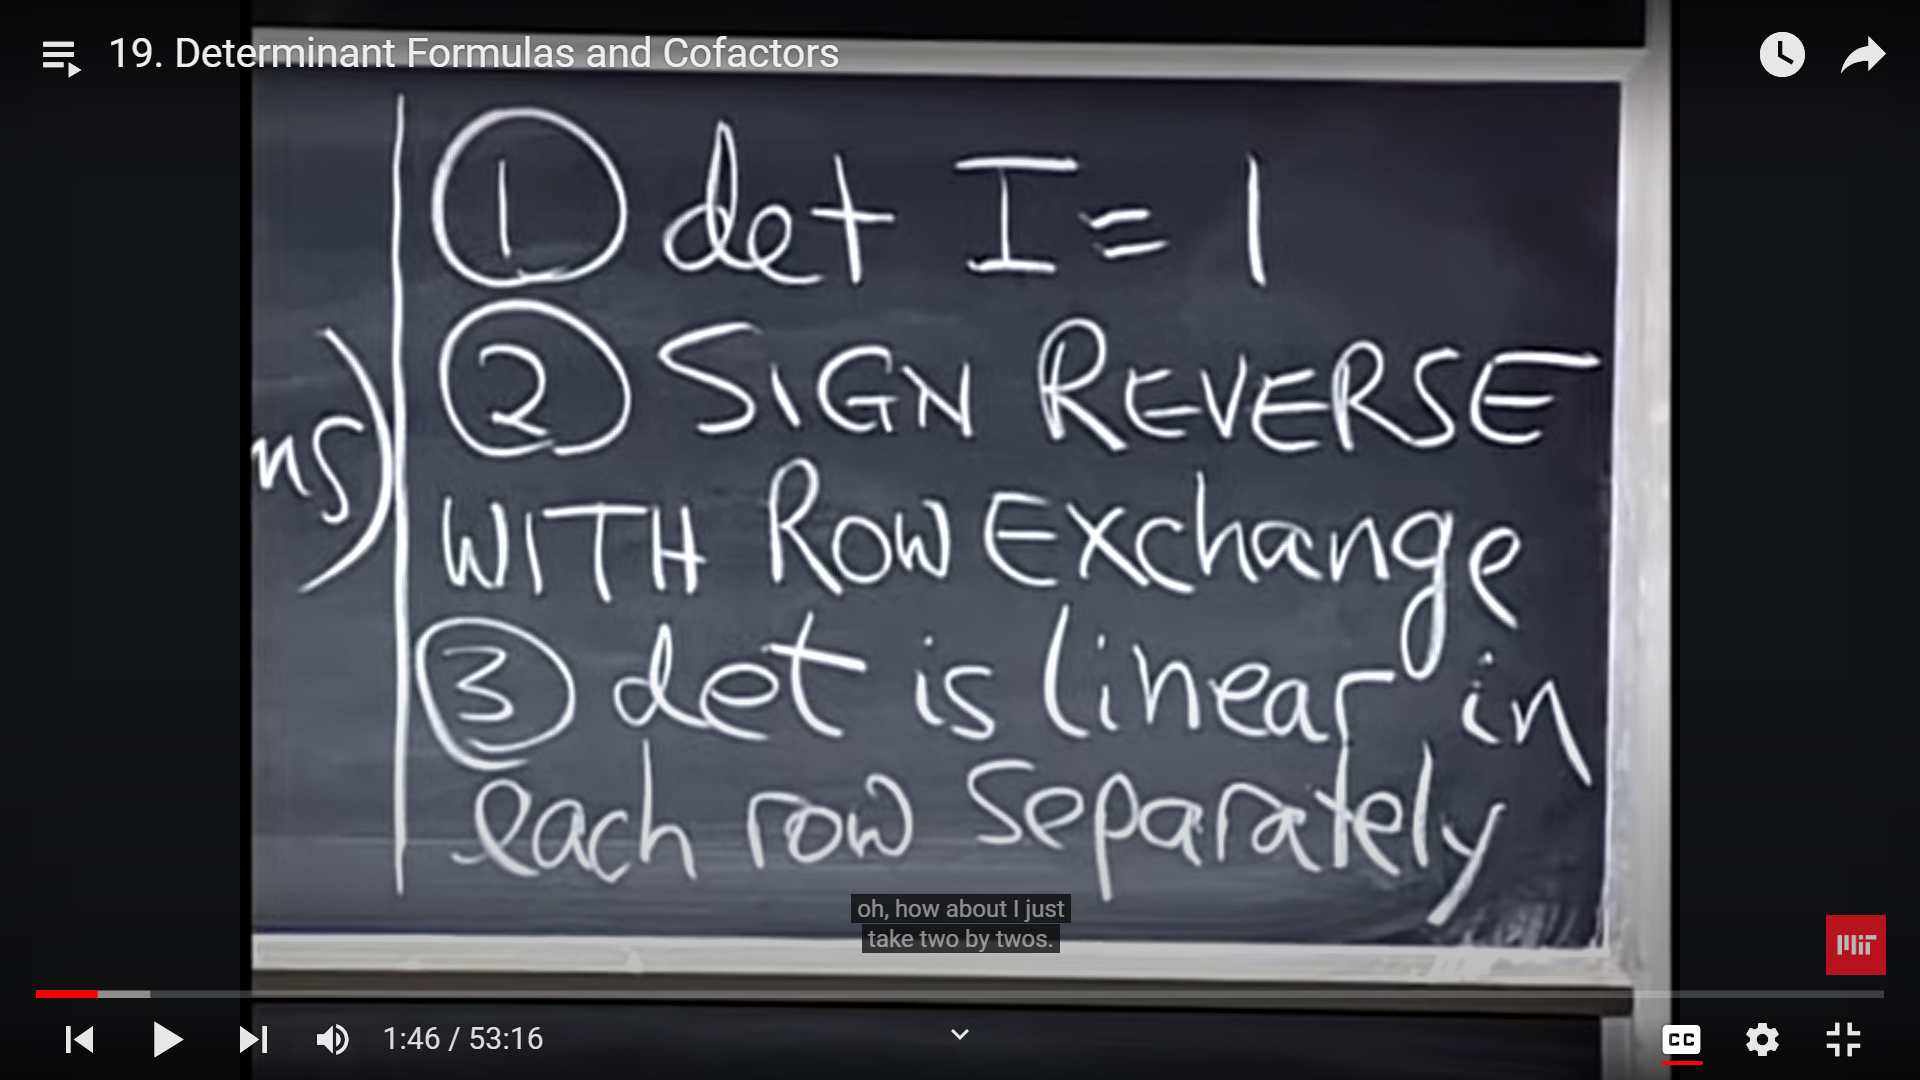 19. Determinant Formulas and Cofactors
① det I = 1
② SIGN REVERSE
WITH ROW EXchange
ns)
③ det is linear in
each row separately
oh, how about I just
take two by twos.
MIT
1:46 / 53:16
CC